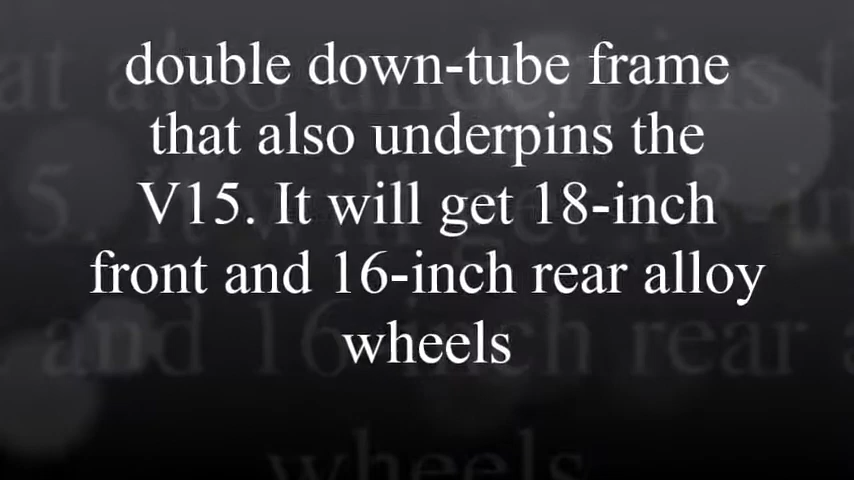 double down-tube frame
that also underpins the
V15. It will get 18-inch
front and 16-inch rear alloy
wheels